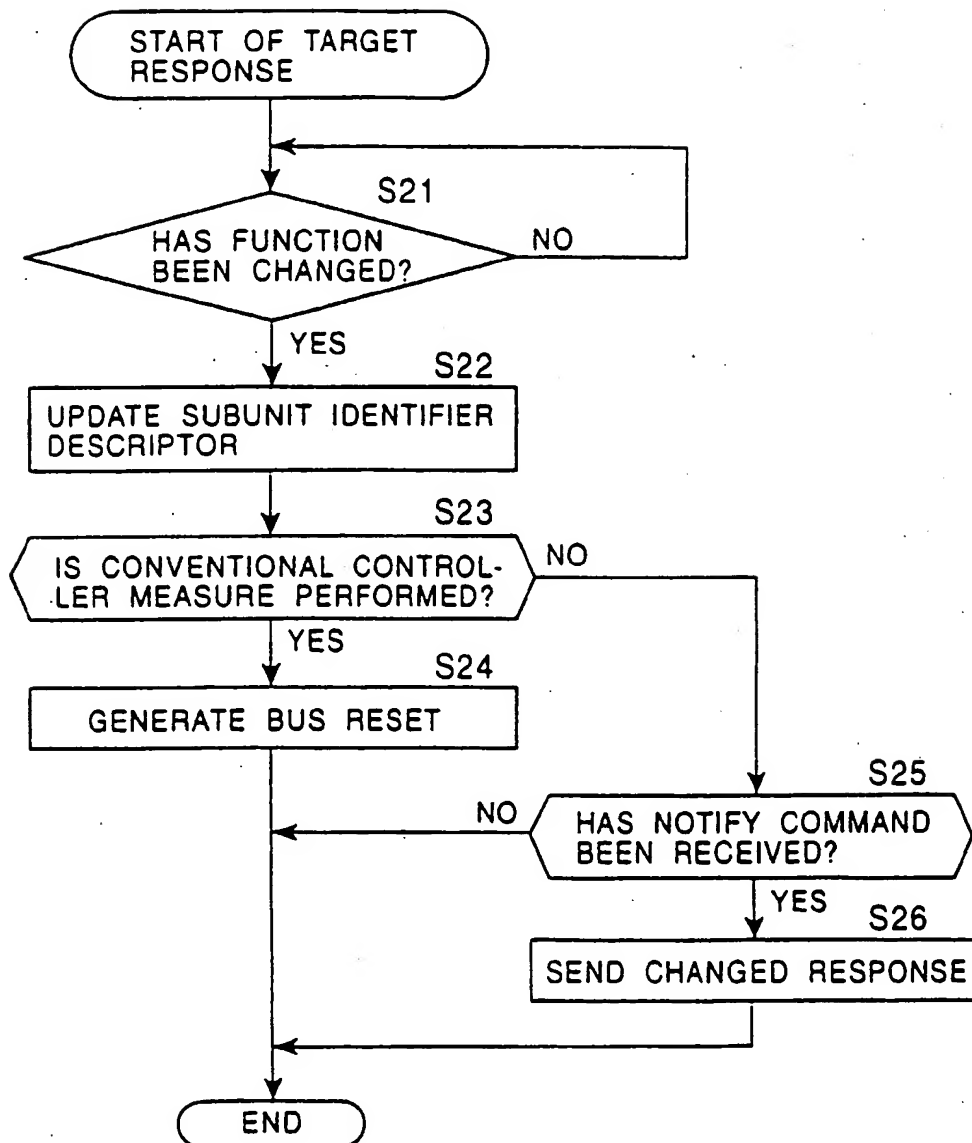 START OF TARGET
RESPONSE
S21
HAS FUNCTION
BEEN CHANGED?
NO
YES
S22
UPDATE SUBUNIT IDENTIFIER
DESCRIPTOR
S23
IS CONVENTIONAL CONTROL-
LER MEASURE PERFORMED?
NO
YES
S24
GENERATE BUS RESET
S25
NO
HAS NOTIFY COMMAND
BEEN RECEIVED?
YES
S26
SEND CHANGED RESPONSE
END